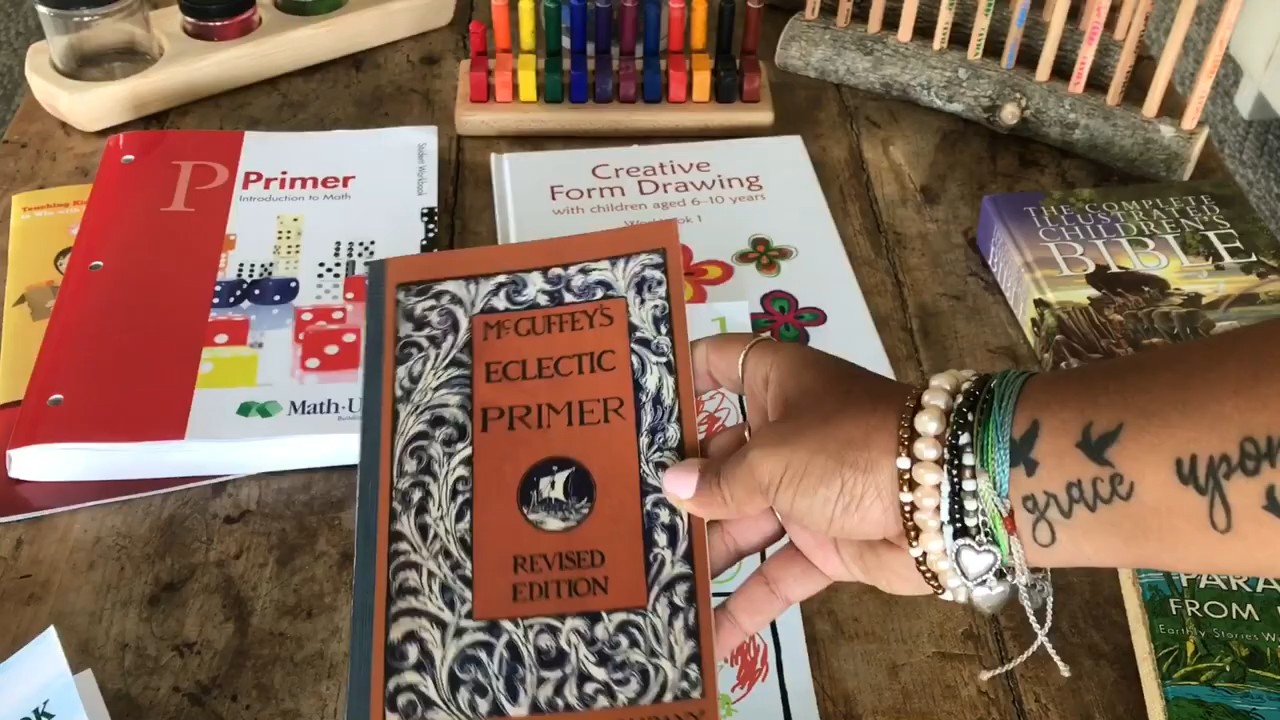 Teaching Ki
P
Primer
Introduction to Math
Student Workbook
Math-U
Creative
Form Drawing
with children aged 6–10 years
1
THE COMPLETE
ILLUSTRATED
CHILDREN'S
BIBLE
McGUFFEY'S
ECLECTIC
PRIMER
REVISED
EDITION
grace
upon
PARA
FROM
Earthly Stories W
OK